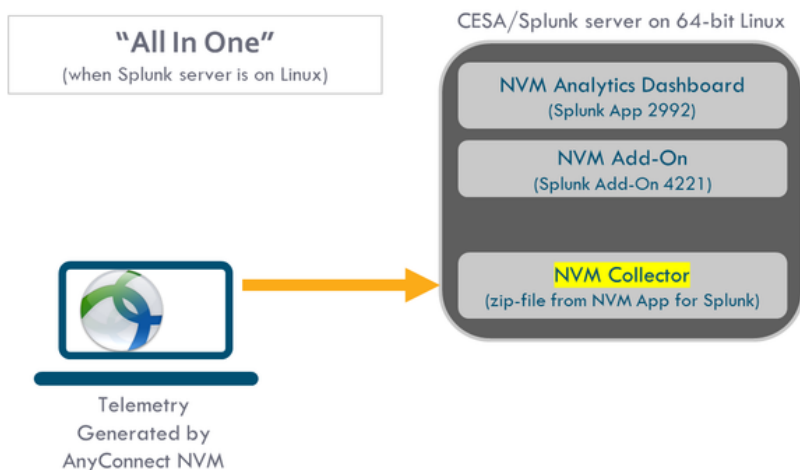 "All In One"
(when Splunk server is on Linux)
CESA/Splunk server on 64-bit Linux
NVM Analytics Dashboard
(Splunk App 2992)
NVM Add-On
(Splunk Add-On 4221)
NVM Collector
(zip-file from NVM App for Splunk)
Telemetry
Generated by
AnyConnect NVM